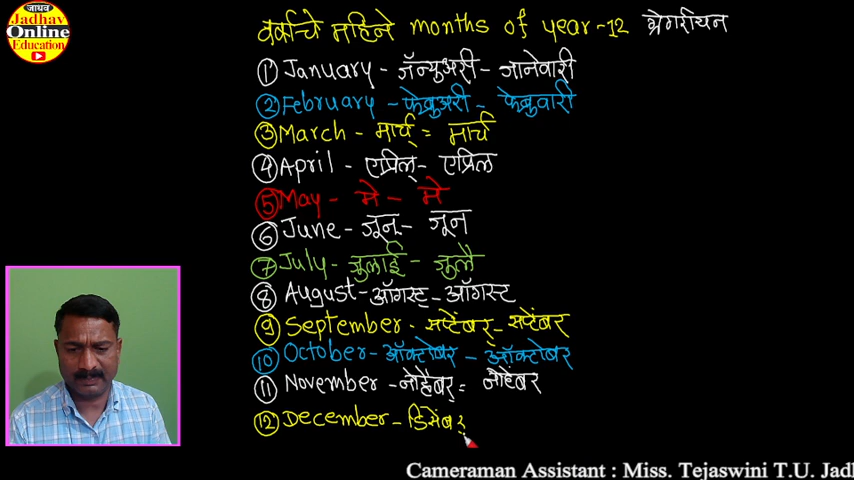 जाधव
Jadhav
Online
Education
वर्षाचे महिने months of year -12 ग्रेगरीयन
① January - जॅन्युअरी - जानेवारी
② February - फेब्रुअरी - फेब्रुवारी
③ March - मार्च् = मार्च
④ April - एप्रिल् - एप्रिल
⑤ May - मे - मे
⑥ June - जून् - जून
⑦ July - जुलाई - जुलै
⑧ August - ऑगस्ट् - ऑगस्ट
⑨ September - सप्टेंबर् - सप्टेंबर
⑩ October - ऑक्टोबर - ऑक्टोबर
⑪ November - नोव्हेंबर् = नोव्हेंबर
⑫ December - डिसेंबर्
Cameraman Assistant : Miss. Tejaswini T.U. Jad